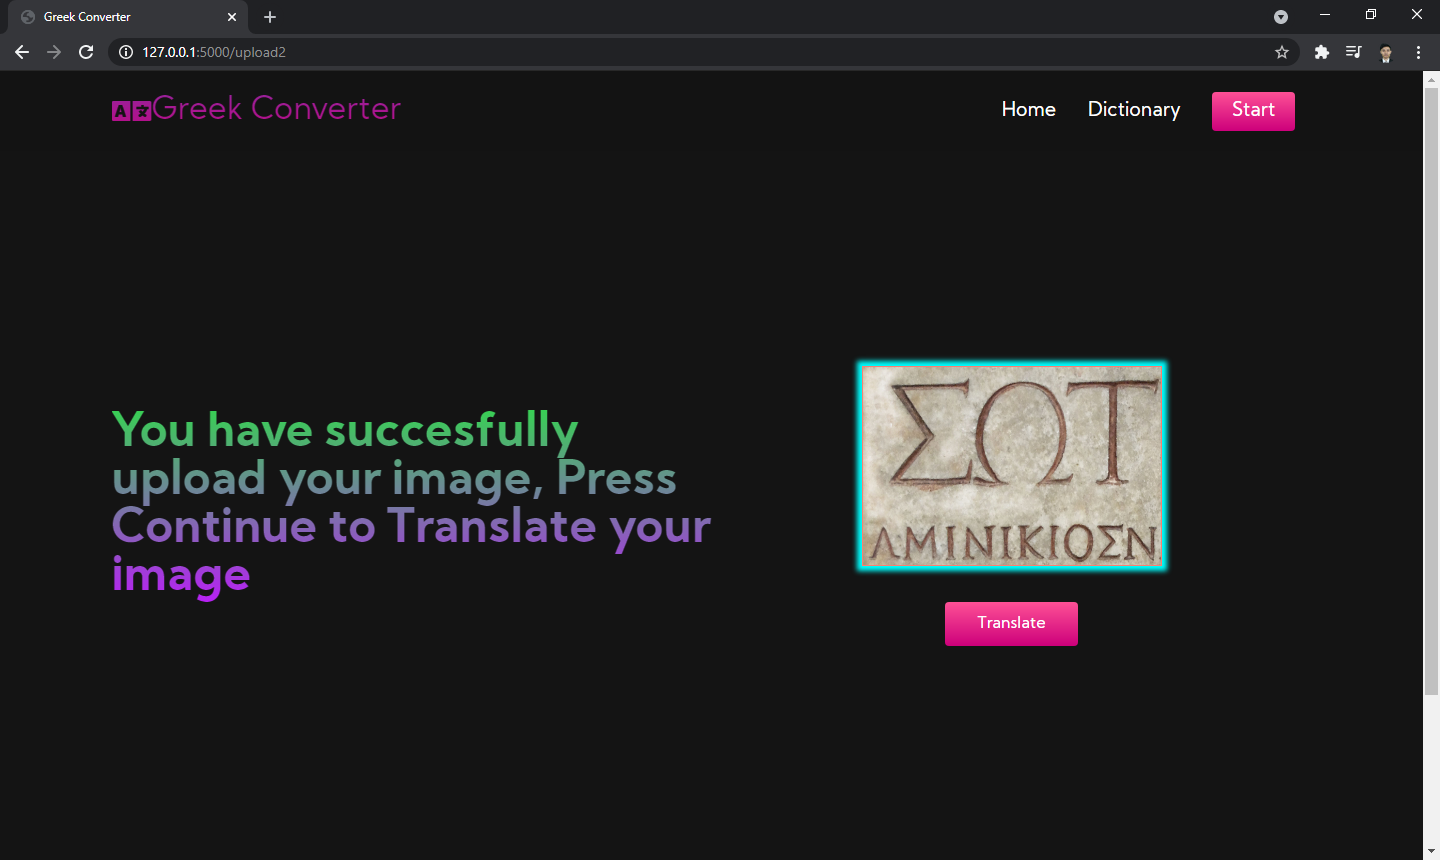 Greek Converter
127.0.0.1:5000/upload2
Greek Converter
Home
Dictionary
Start
You have succesfully
upload your image, Press
Continue to Translate your
image
ΣΩΤ
ΛΜΙΝΙΚΙΟΣΝ
Translate